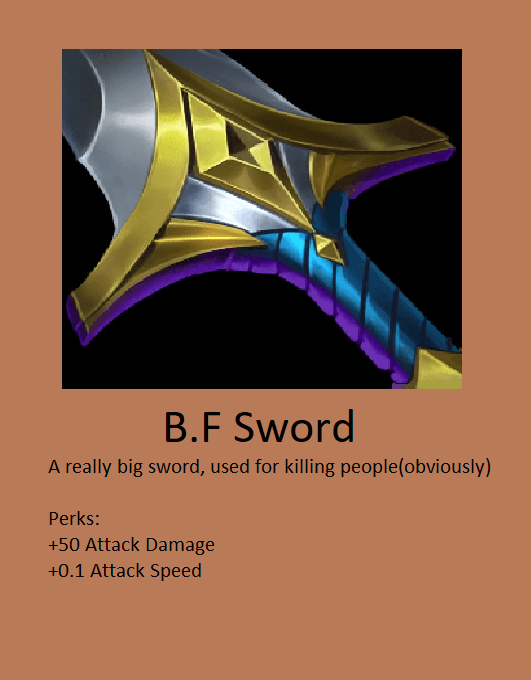 B.F Sword
A really big sword, used for killing people(obviously)
Perks:
+50 Attack Damage
+0.1 Attack Speed